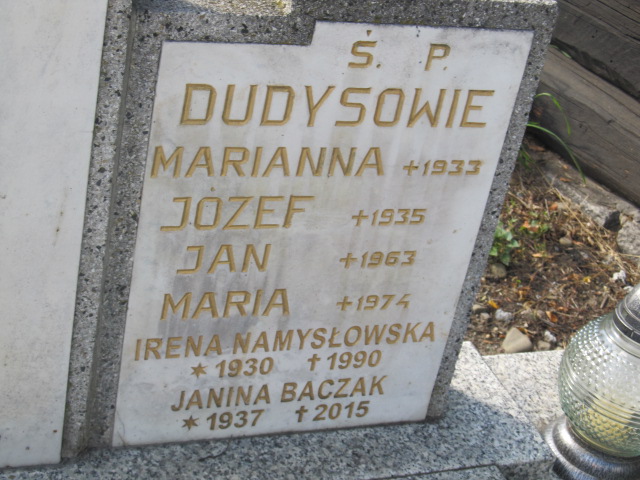 Ś. P.
DUDYSOWIE
MARIANNA +1933
JOZEF +1935
JAN +1963
MARIA +1974
IRENA NAMYSŁOWSKA
✶1930 ✝1990
JANINA BACZAK
✶1937 ✝2015